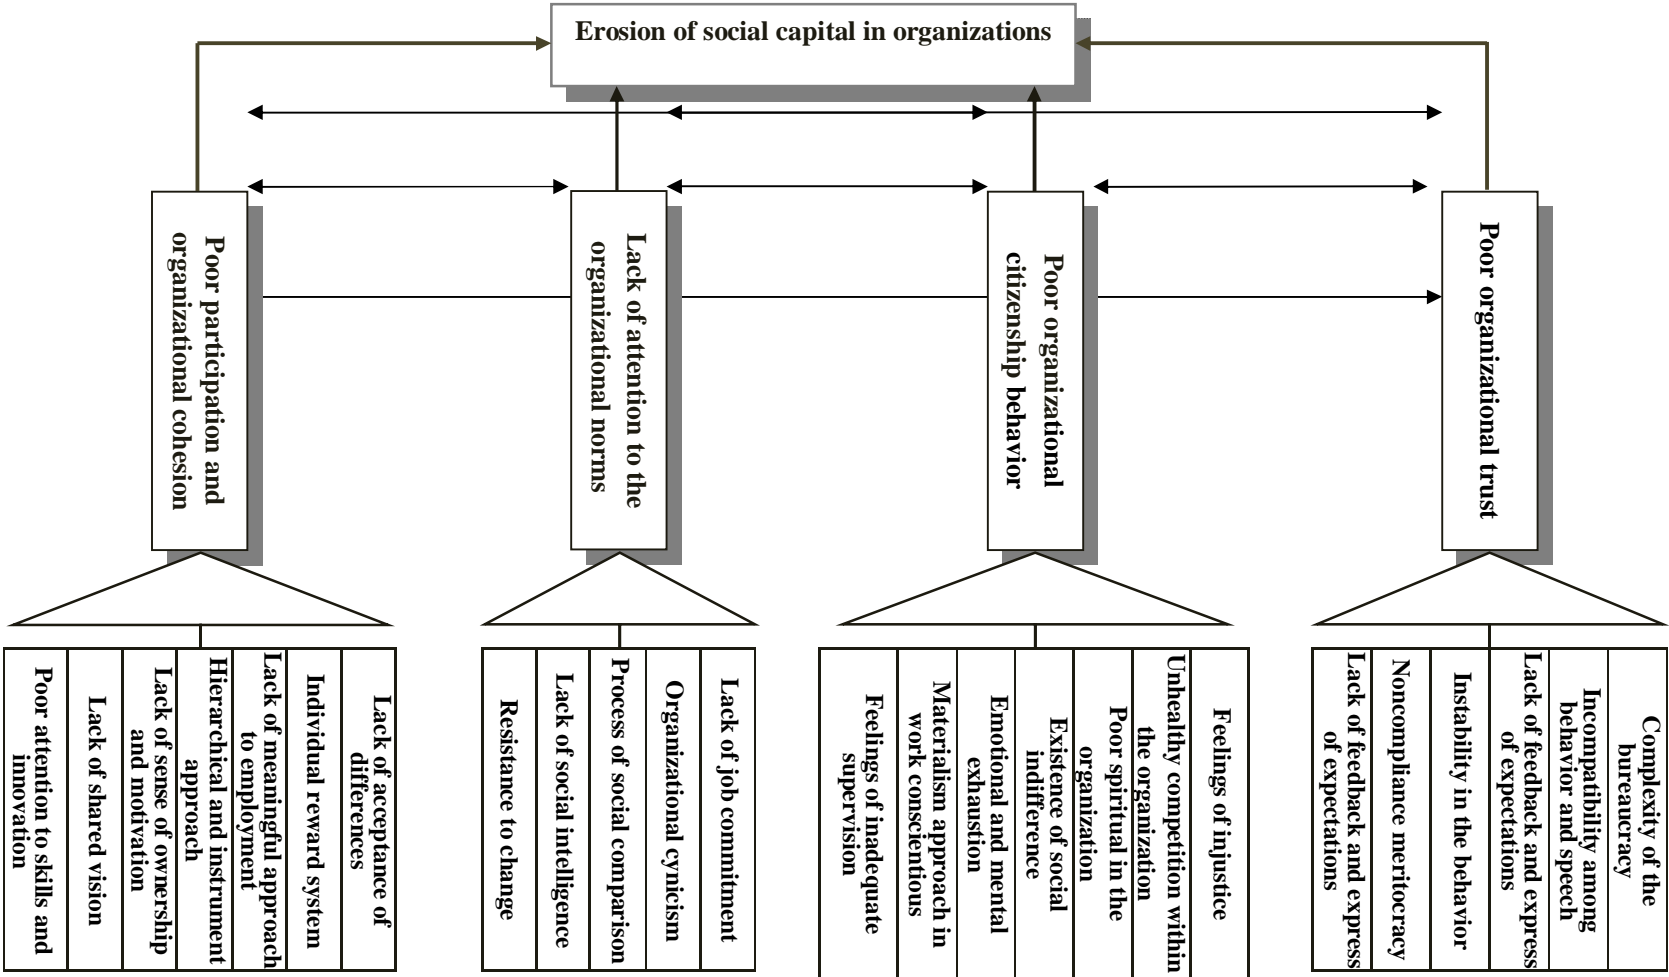 Erosion of social capital in organizations
Poor participation and
organizational cohesion
Lack of attention to the
organizational norms
Poor organizational
citizenship behavior
Poor organizational trust
Poor attention to skills and
innovation
Lack of shared vision
Lack of sense of ownership
and motivation
Hierarchical and instrument
approach
Lack of meaningful approach
to employment
Individual reward system
Lack of acceptance of
differences
Resistance to change
Lack of social intelligence
Process of social comparison
Organizational cynicism
Lack of job commitment
Feelings of inadequate
supervision
Materialism approach in
work conscientious
Emotional and mental
exhaustion
Existence of social
indifference
Poor spiritual in the
organization
Unhealthy competition within
the organization
Feelings of injustice
Lack of feedback and express
of expectations
Noncompliance meritocracy
Instability in the behavior
Lack of feedback and express
of expectations
Incompatibility among
behavior and speech
Complexity of the
bureaucracy